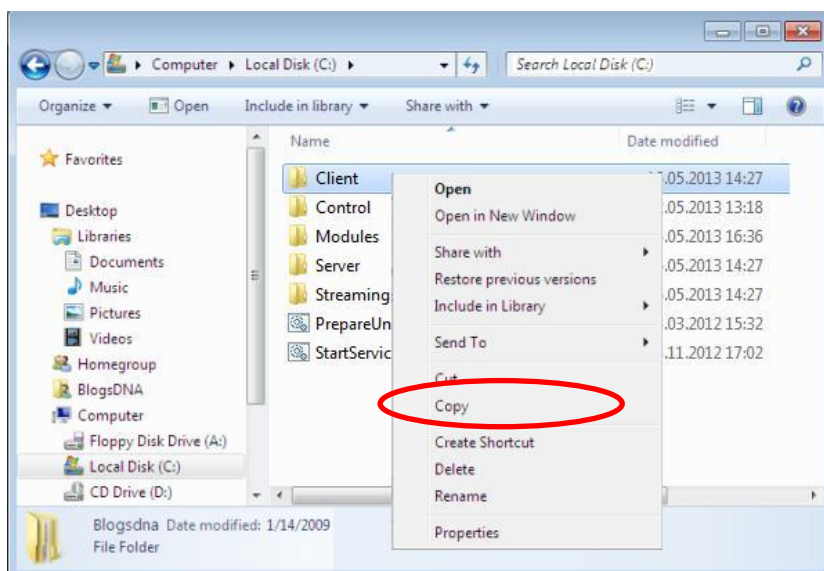 Computer ▸ Local Disk (C:) ▸
Search Local Disk (C:)
Organize Open Include in library Share with
Name Date modified
Favorites
Desktop
Libraries
Documents
Music
Pictures
Videos
Homegroup
BlogsDNA
Computer
Floppy Disk Drive (A:)
Local Disk (C:)
CD Drive (D:)
Client .05.2013 14:27
Control .05.2013 13:18
Modules .05.2013 16:36
Server .05.2013 14:27
Streaming .05.2013 14:27
PrepareUn .03.2012 15:32
StartServic .11.2012 17:02
Open
Open in New Window
Share with
Restore previous versions
Include in Library
Send To
Cut
Copy
Create Shortcut
Delete
Rename
Properties
Blogsdna Date modified: 1/14/2009
File Folder